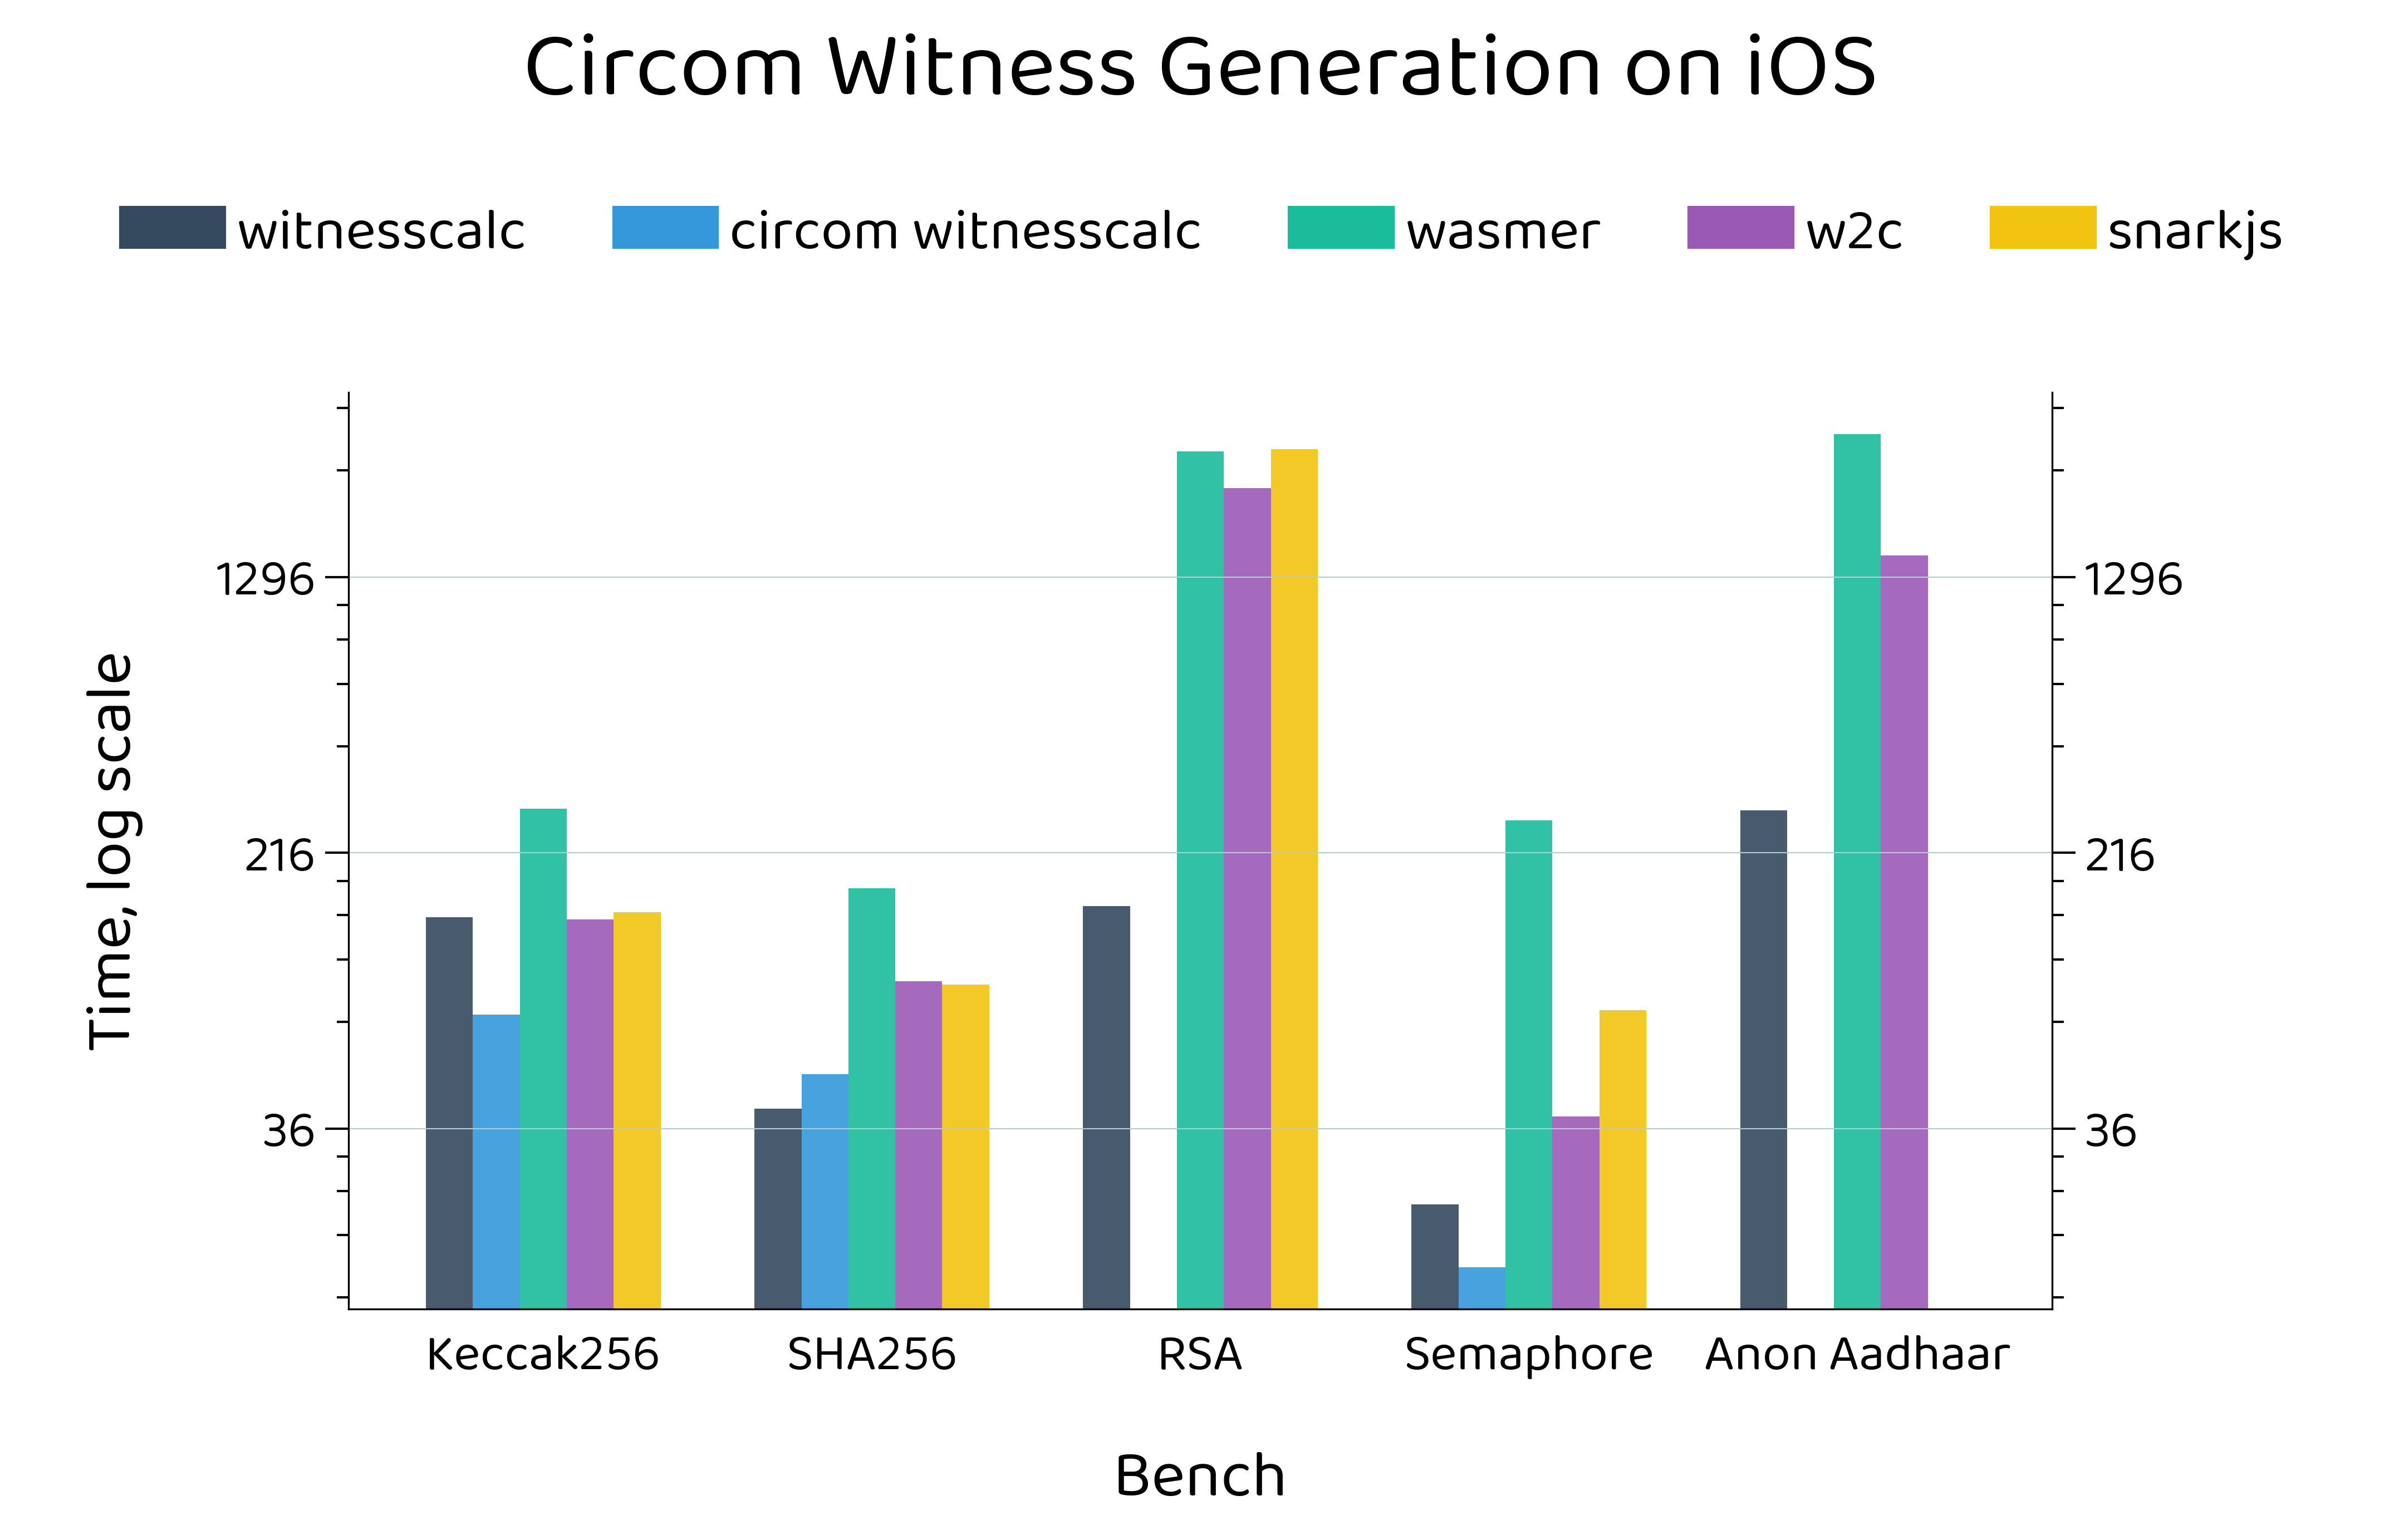 Circom Witness Generation on iOS
witnesscalc circom witnesscalc wasmer w2c snarkjs
Time, log scale
1296 1296
216 216
36 36
Keccak256 SHA256 RSA Semaphore Anon Aadhaar
Bench